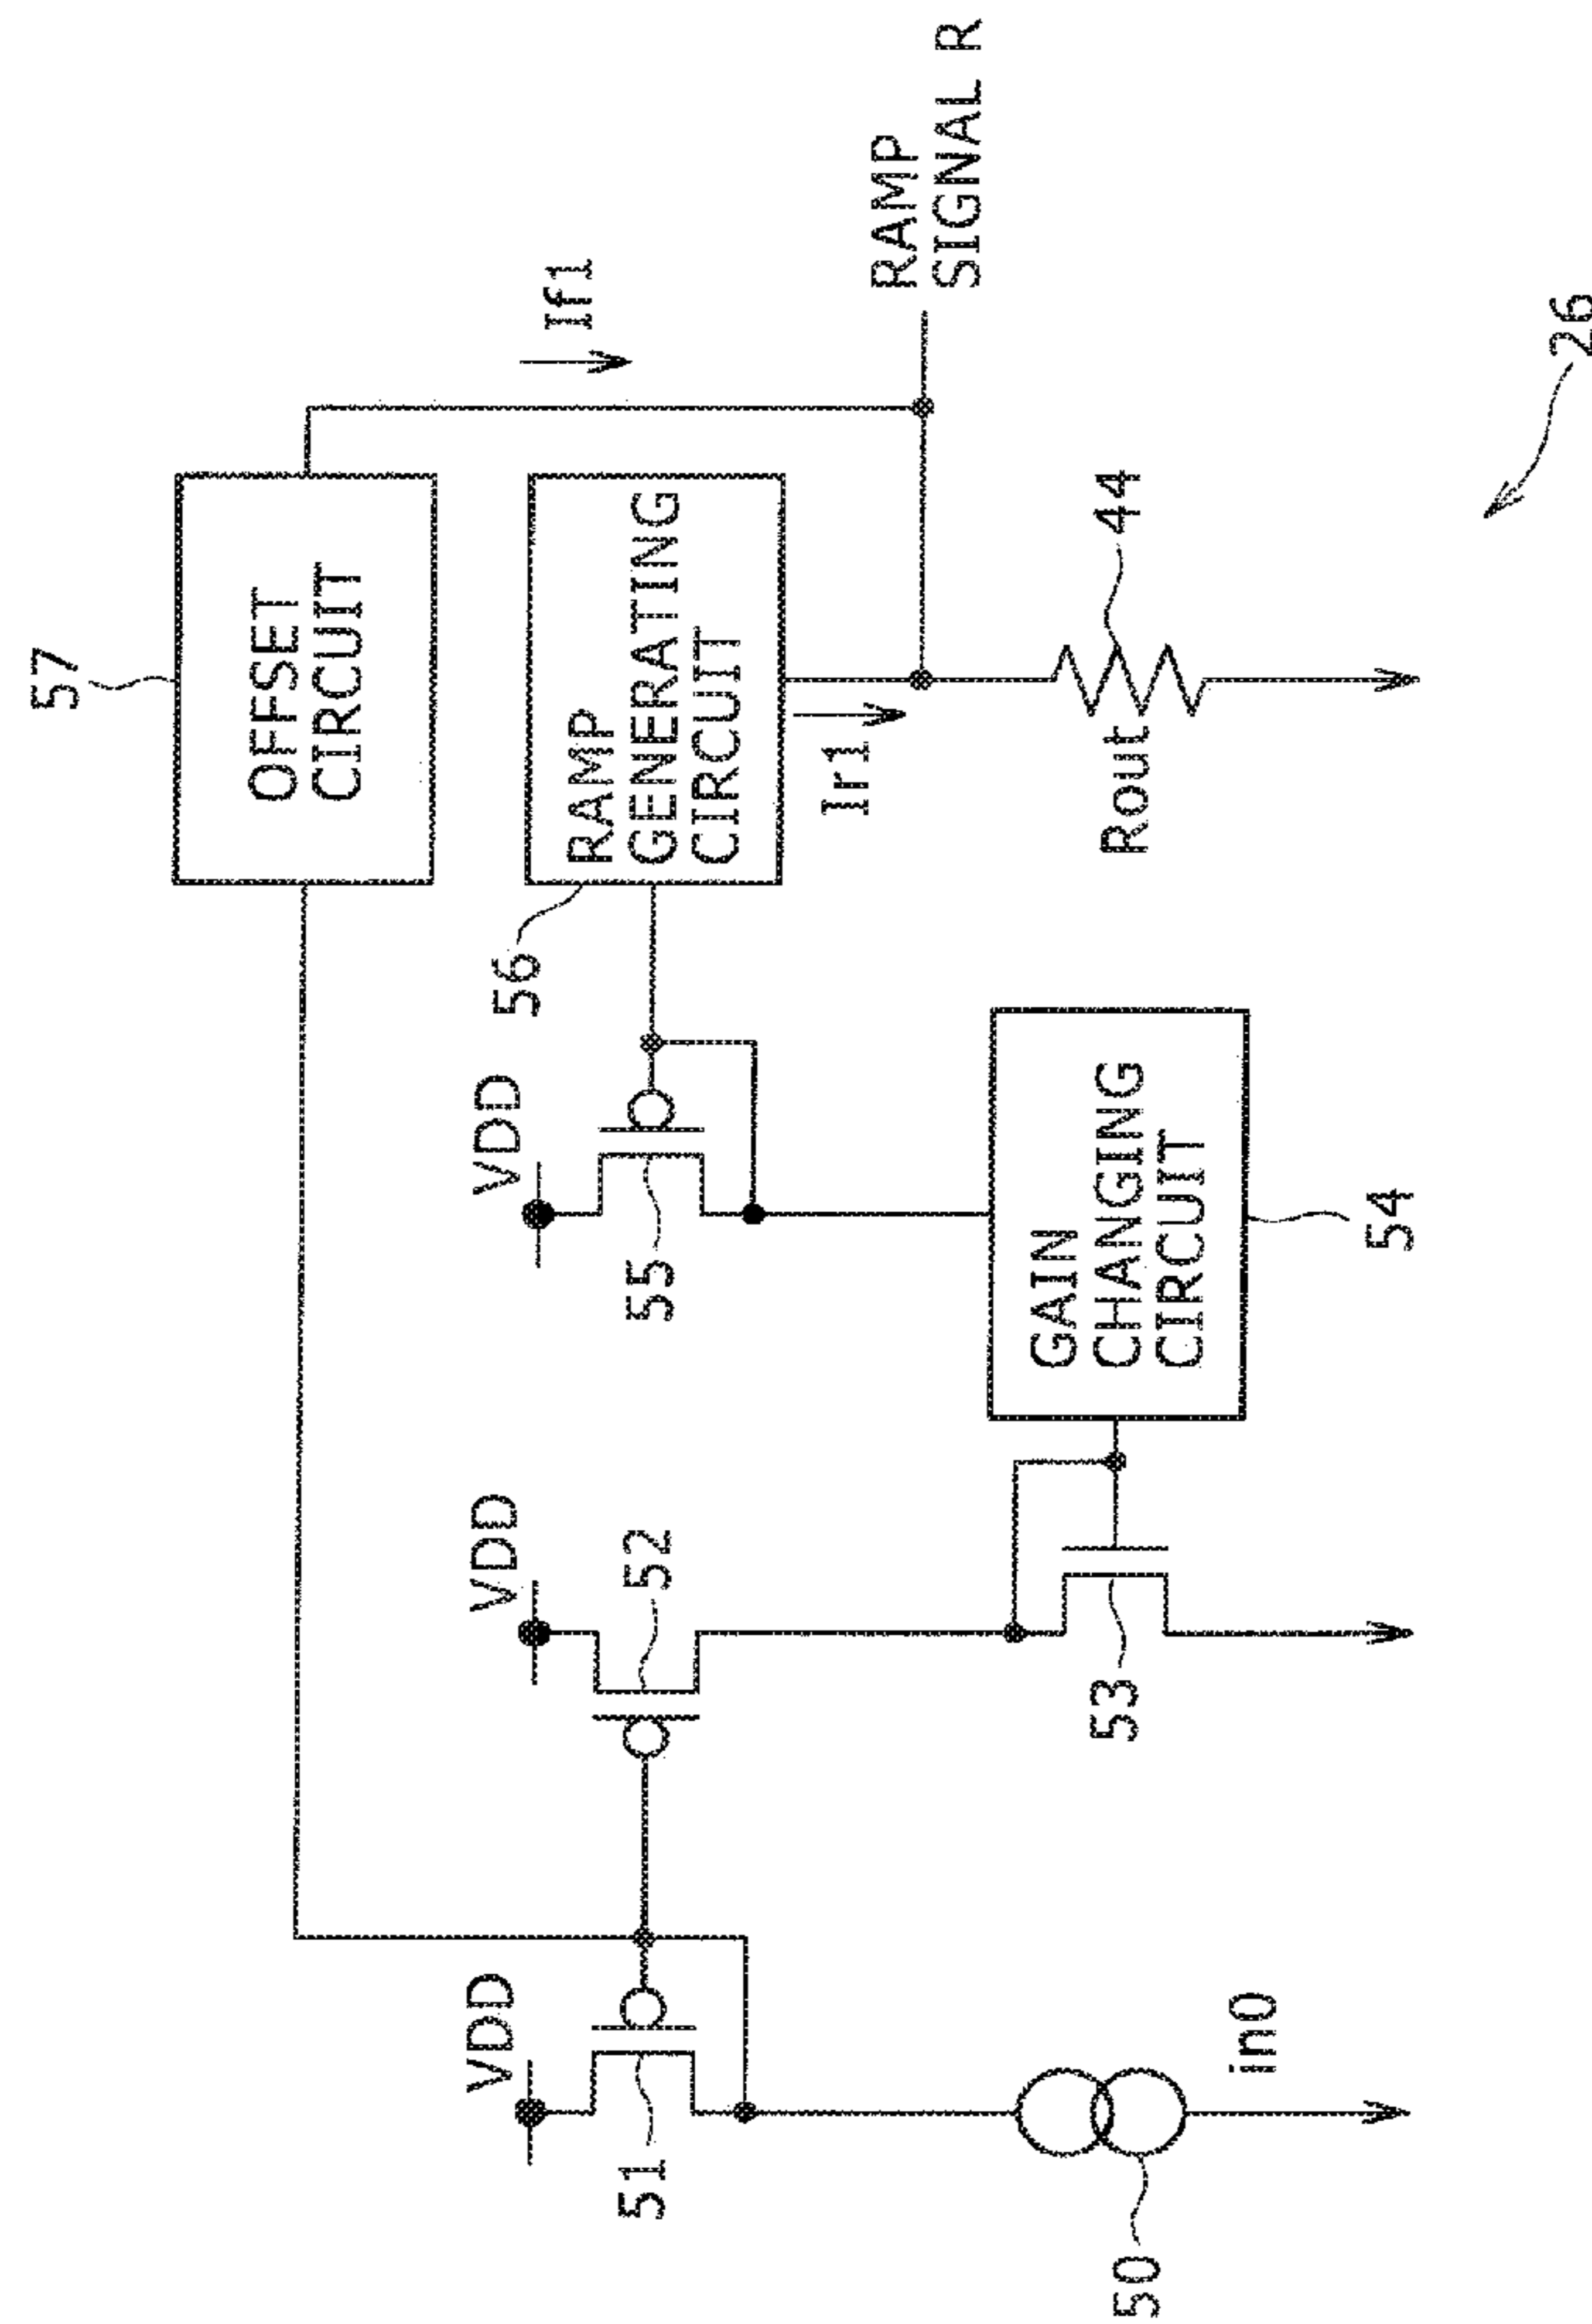 57
OFFSET
CIRCUIT
If1
VDD
VDD
VDD
56
RAMP
GENERATING
CIRCUIT
51
52
55
Ir1
RAMP
SIGNAL R
GAIN
CHANGING
CIRCUIT
Rout
44
in0
50
53
54
26